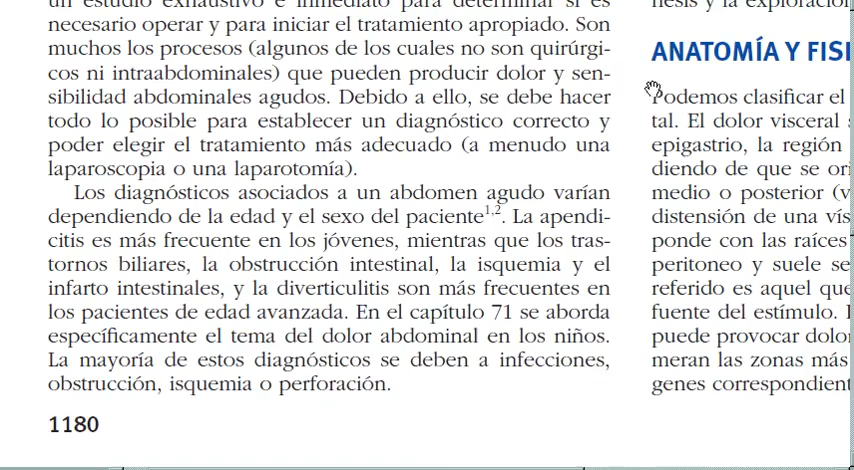 un estudio exhaustivo e inmediato para determinar si es
necesario operar y para iniciar el tratamiento apropiado. Son
muchos los procesos (algunos de los cuales no son quirúrgi-
cos ni intraabdominales) que pueden producir dolor y sen-
sibilidad abdominales agudos. Debido a ello, se debe hacer
todo lo posible para establecer un diagnóstico correcto y
poder elegir el tratamiento más adecuado (a menudo una
laparoscopia o una laparotomía).
Los diagnósticos asociados a un abdomen agudo varían
dependiendo de la edad y el sexo del paciente1,2. La apendi-
citis es más frecuente en los jóvenes, mientras que los tras-
tornos biliares, la obstrucción intestinal, la isquemia y el
infarto intestinales, y la diverticulitis son más frecuentes en
los pacientes de edad avanzada. En el capítulo 71 se aborda
específicamente el tema del dolor abdominal en los niños.
La mayoría de estos diagnósticos se deben a infecciones,
obstrucción, isquemia o perforación.
1180
nesis y la exploración
ANATOMÍA Y FISI
Podemos clasificar el
tal. El dolor visceral
epigastrio, la región
diendo de que se ori
medio o posterior (v
distensión de una vís
ponde con las raíces
peritoneo y suele se
referido es aquel que
fuente del estímulo.
puede provocar dolor
meran las zonas más
genes correspondient